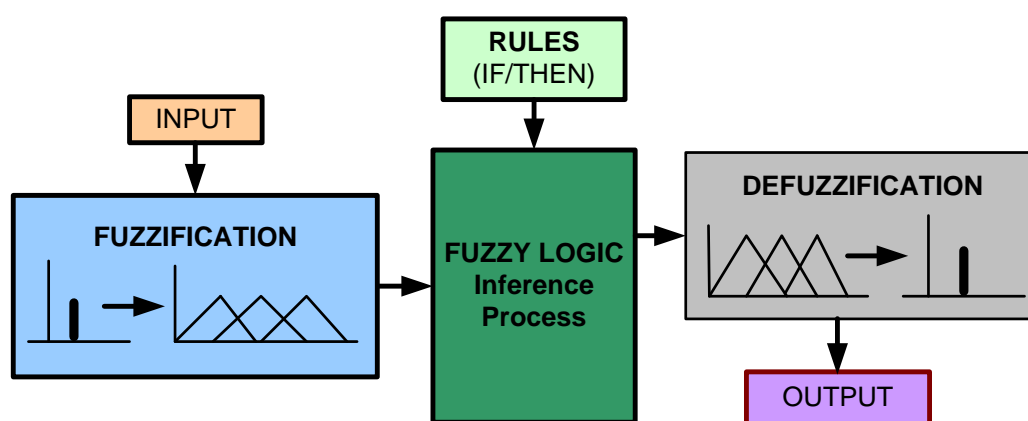 RULES
(IF/THEN)
INPUT
FUZZIFICATION
FUZZY LOGIC
Inference
Process
DEFUZZIFICATION
OUTPUT